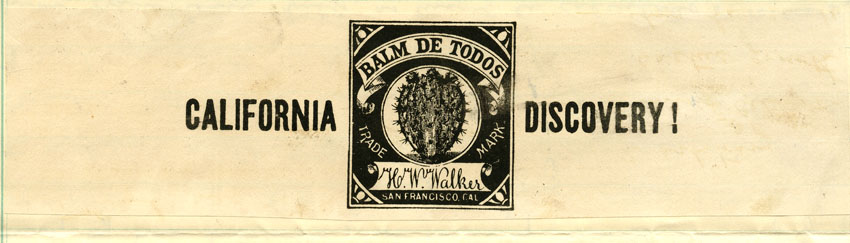 BALM DE TODOS
CALIFORNIA
DISCOVERY!
TRADE MARK
H. W. Walker
SAN FRANCISCO, CAL